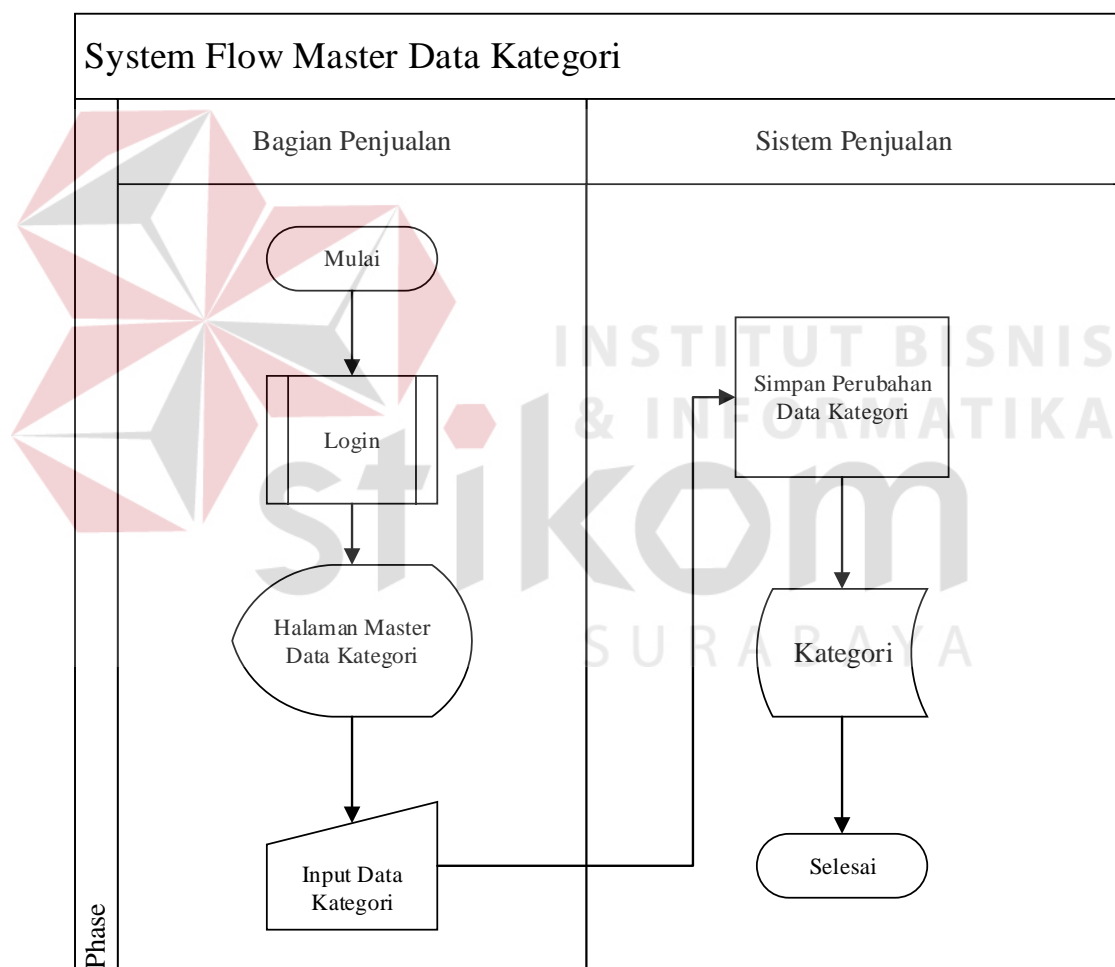 System Flow Master Data Kategori
Bagian Penjualan
Sistem Penjualan
Mulai
Login
Halaman Master
Data Kategori
Input Data
Kategori
Simpan Perubahan
Data Kategori
Kategori
Selesai
Phase
INSTITUT BISNIS
& INFORMATIKA
stikom
SURABAYA